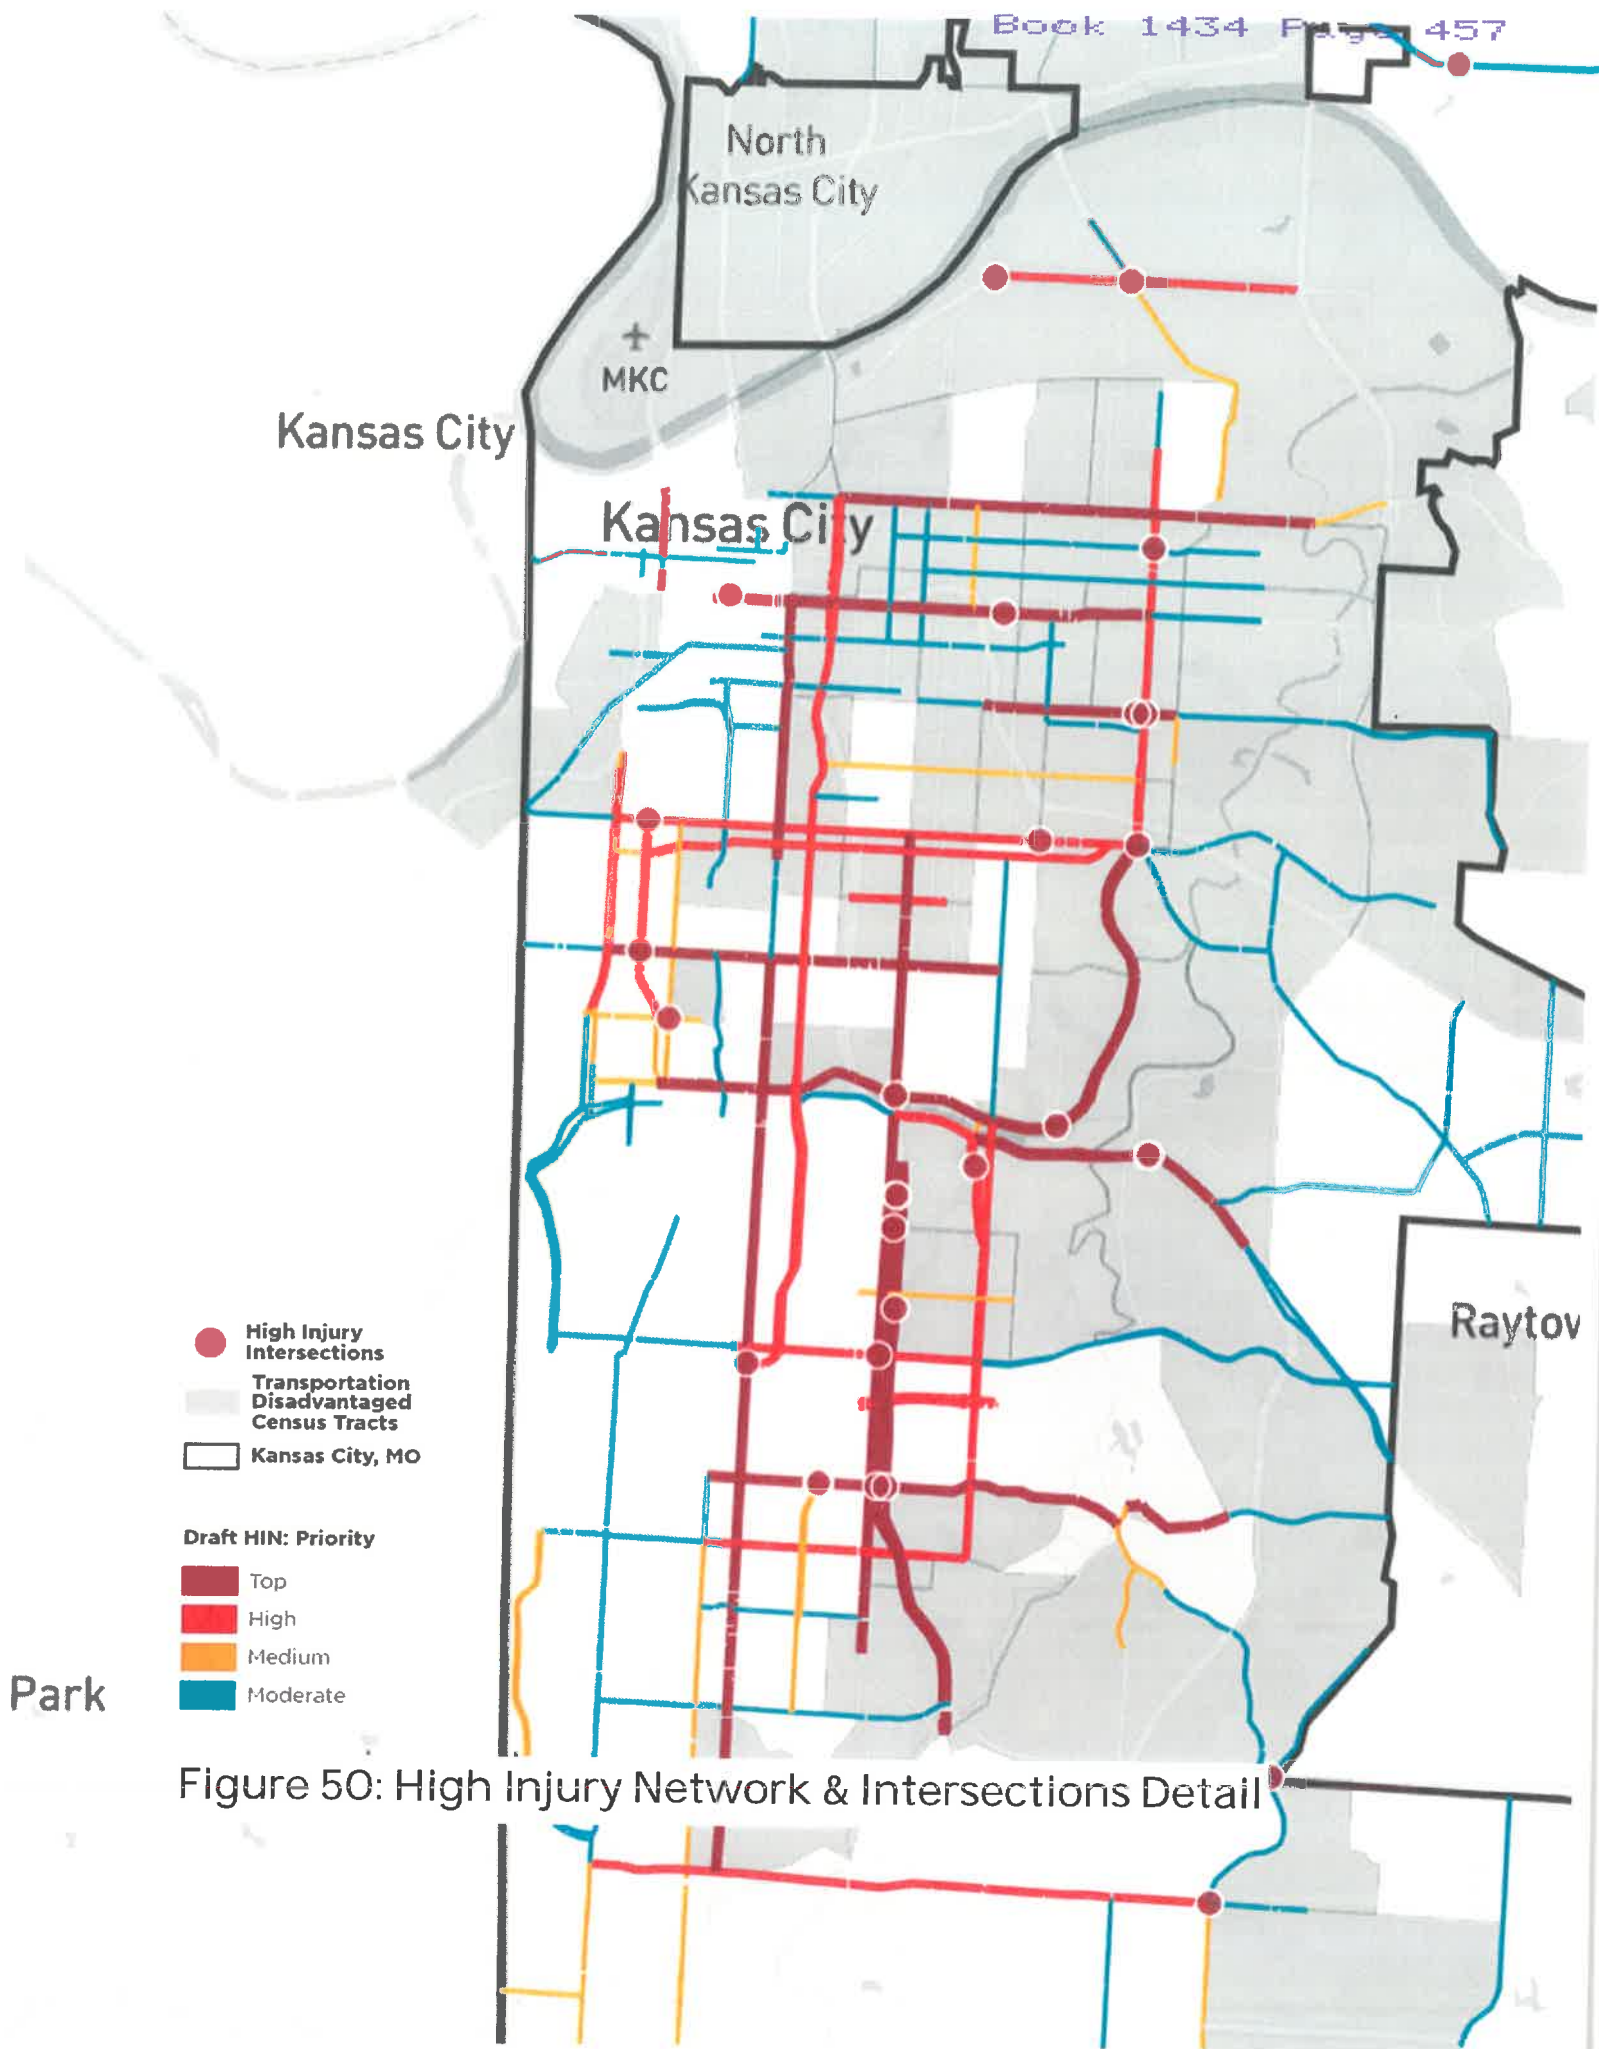 Book 1434 Page 457
North
Kansas City
MKC
Kansas City
Kansas City
Raytow
High Injury
Intersections
Transportation
Disadvantaged
Census Tracts
Kansas City, MO
Draft HIN: Priority
Top
High
Medium
Moderate
Park
Figure 50: High Injury Network & Intersections Detail